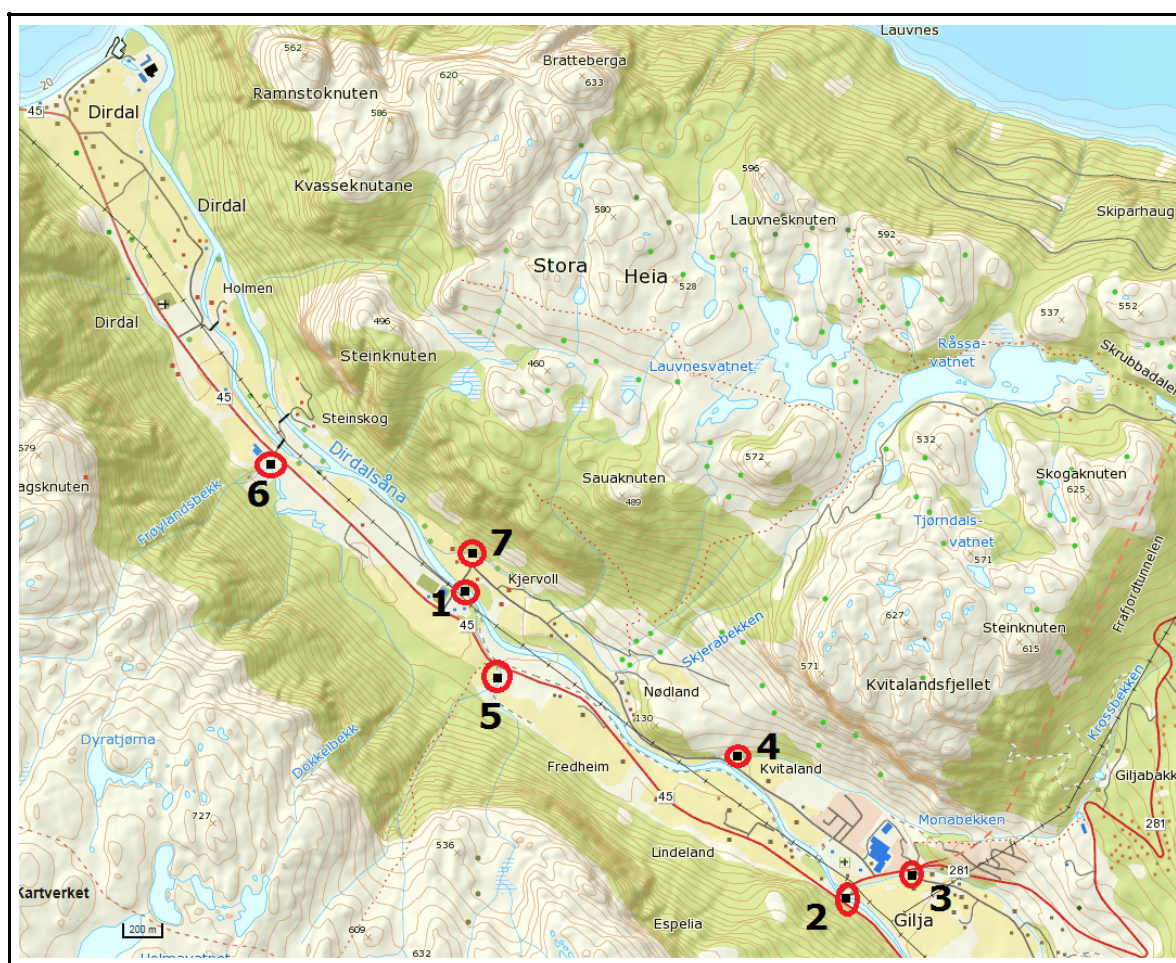 Lauvnes
562
Bratteberga
620
633
Ramnstoknuten
20
45
Dirdal
586
Kvasseknutane
596
Dirdal
580
Lauvnesknuten
592
Skiparhaug
Stora Heia
528
Holmen
496
537
552
Dirdal
Steinknuten
460
Lauvnesvatnet
Råssa-
vatnet
Skrubbadalen
45
Steinskog
Dirdalsåna
532
579
572
Sauaknuten
489
Skogaknuten
625
agsknuten
6
Frøylandsbekk
Tjørndals-
vatnet
571
7
Kjervoll
1
45
Fråfjordtunnelen
627
Steinknuten
615
Skjerabekken
571
Kvitalandsfjellet
Nødland
Krossbekken
5
130
Dyratjørna
Dokkelbekk
4
Fredheim
Kvitaland
Giljabakk
45
Monabekken
727
281
536
Lindeland
281
Kartverket
3
2
Gilja
200 m
609
Espelia
632
Holmavatnet